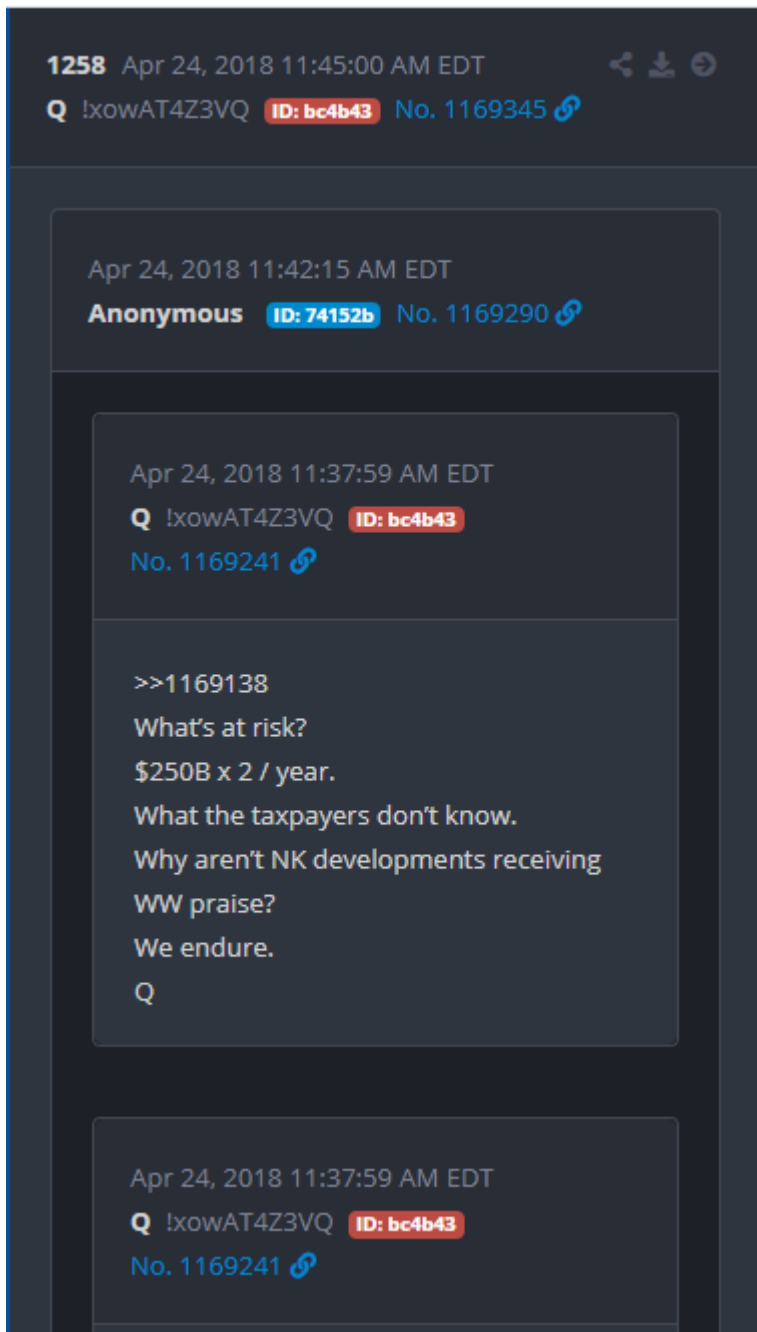 1258 Apr 24, 2018 11:45:00 AM EDT
Q !xowAT4Z3VQ ID: bc4b43 No. 1169345
Apr 24, 2018 11:42:15 AM EDT
Anonymous ID: 74152b No. 1169290
Apr 24, 2018 11:37:59 AM EDT
Q !xowAT4Z3VQ ID: bc4b43
No. 1169241
>>1169138
What’s at risk?
$250B x 2 / year.
What the taxpayers don’t know.
Why aren’t NK developments receiving
WW praise?
We endure.
Q
Apr 24, 2018 11:37:59 AM EDT
Q !xowAT4Z3VQ ID: bc4b43
No. 1169241